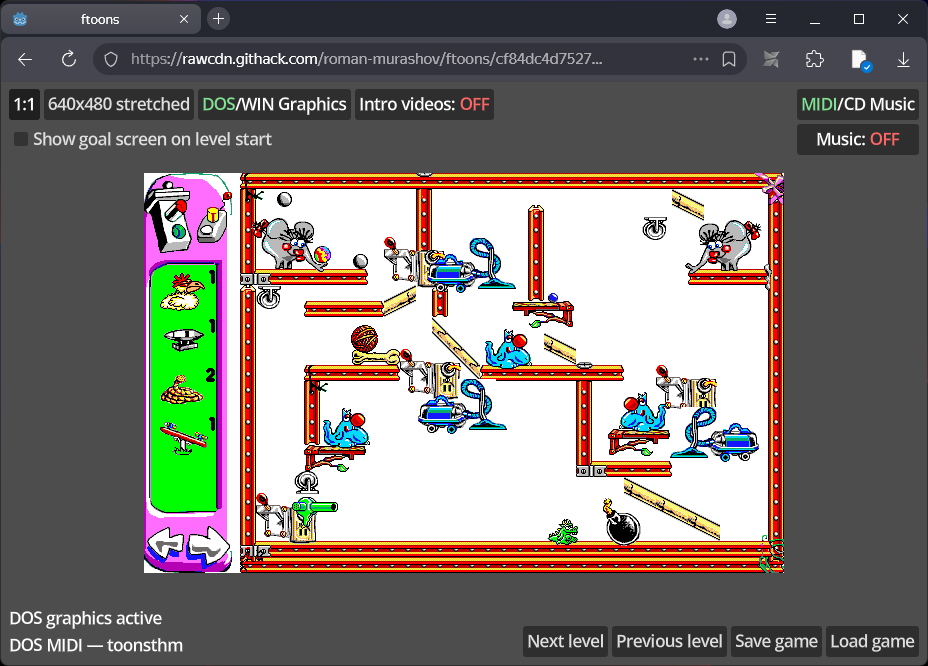 ftoons
https://rawcdn.githack.com/roman-murashov/ftoons/cf84dc4d7527...
1:1 640x480 stretched DOS/WIN Graphics Intro videos: OFF MIDI/CD Music
Show goal screen on level start Music: OFF
1
1
2
1
DOS graphics active
DOS MIDI — toonsthm
Next level Previous level Save game Load game